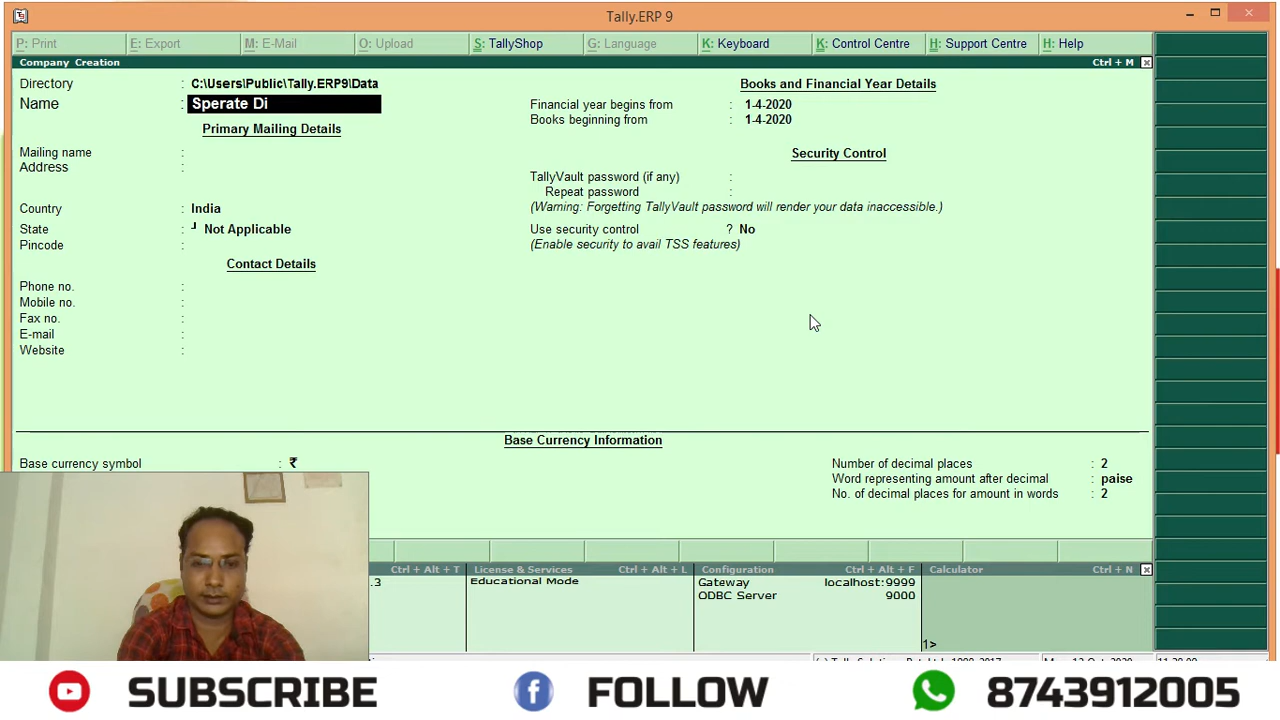 Tally.ERP 9
P: Print E: Export M: E-Mail O: Upload S: TallyShop G: Language K: Keyboard K: Control Centre H: Support Centre H: Help
Company Creation Ctrl + M
Directory : C:\Users\Public\Tally.ERP9\Data
Name : Sperate Di
Primary Mailing Details
Mailing name :
Address :
Country : India
State : Not Applicable
Pincode :
Contact Details
Phone no. :
Mobile no. :
Fax no. :
E-mail :
Website :
Books and Financial Year Details
Financial year begins from : 1-4-2020
Books beginning from : 1-4-2020
Security Control
TallyVault password (if any) :
Repeat password :
(Warning: Forgetting TallyVault password will render your data inaccessible.)
Use security control ? No
(Enable security to avail TSS features)
Base Currency Information
Base currency symbol : ₹
Number of decimal places : 2
Word representing amount after decimal : paise
No. of decimal places for amount in words : 2
.3 Ctrl + Alt + T
License & Services Ctrl + Alt + L
Educational Mode
Configuration Ctrl + Alt + F
Gateway localhost:9999
ODBC Server 9000
Calculator Ctrl + N
1>
SUBSCRIBE FOLLOW 8743912005